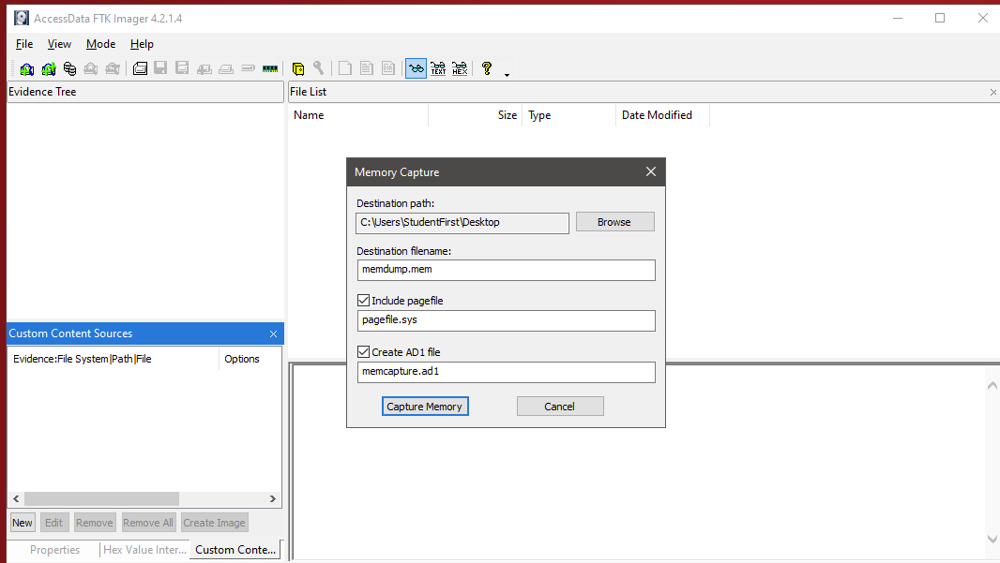 AccessData FTK Imager 4.2.1.4
File View Mode Help
TEXT HEX ?
Evidence Tree
File List
Name Size Type Date Modified
Memory Capture
Destination path:
C:\Users\StudentFirst\Desktop
Browse
Destination filename:
memdump.mem
Include pagefile
pagefile.sys
Create AD1 file
memcapture.ad1
Capture Memory Cancel
Custom Content Sources
Evidence:File System|Path|File Options
New Edit Remove Remove All Create Image
Properties Hex Value Inter... Custom Conte...